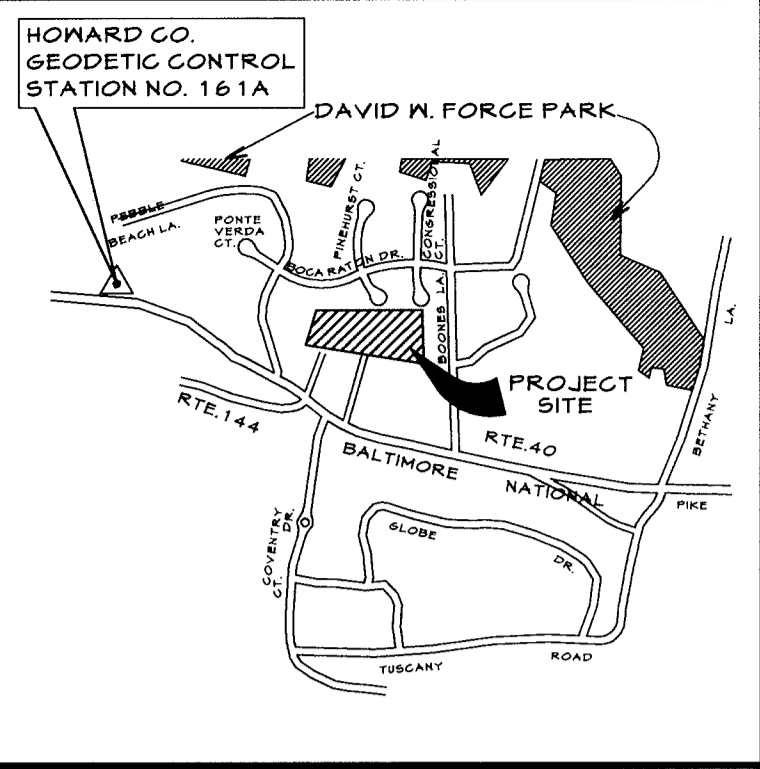 HOWARD CO.
GEODETIC CONTROL
STATION NO. 161A
DAVID W. FORCE PARK
PEBBLE
BEACH LA.
PONTE
VERDA
CT.
PINEHURST CT.
CONGRESSIONAL
CT.
BOCA RATON DR.
BOONES LA.
LA.
BETHANY
PROJECT
SITE
RTE.144
RTE.40
BALTIMORE
NATIONAL
PIKE
COVENTRY
DR.
CT.
GLOBE
DR.
TUSCANY
ROAD